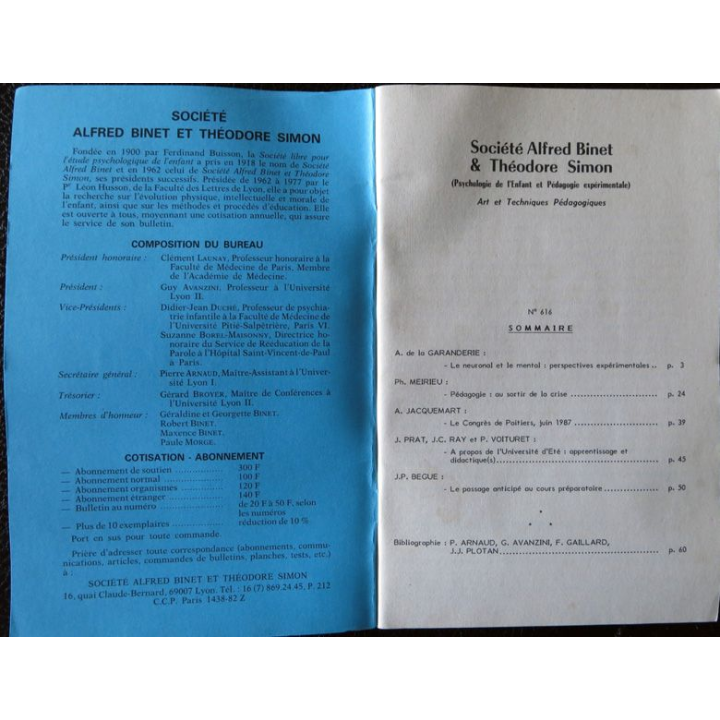 SOCIÉTÉ
ALFRED BINET ET THÉODORE SIMON
Fondée en 1900 par Ferdinand Buisson, la Société libre pour
l'étude psychologique de l'enfant a pris en 1918 le nom de Société
Alfred Binet et en 1962 celui de Société Alfred Binet et Théodore
Simon, ses présidents successifs. Présidée de 1962 à 1977 par le
Pr Léon Husson, de la Faculté des Lettres de Lyon, elle a pour objet
la recherche sur l'évolution physique, intellectuelle et morale de
l'enfant, ainsi que sur les méthodes et procédés d'éducation. Elle
est ouverte à tous, moyennant une cotisation annuelle, qui assure
le service de son bulletin.
COMPOSITION DU BUREAU
Président honoraire : Clément LAUNAY, Professeur honoraire à la
Faculté de Médecine de Paris, Membre
de l'Académie de Médecine.
Président : Guy AVANZINI, Professeur à l'Université
Lyon II.
Vice-Présidents : Didier-Jean DUCHÉ, Professeur de psychia-
trie infantile à la Faculté de Médecine de
l'Université Pitié-Salpêtrière, Paris VI.
Suzanne BOREL-MAISONNY, Directrice hono-
raire du Service de Rééducation de la
Parole à l'Hôpital Saint-Vincent-de-Paul
à Paris.
Secrétaire général : Pierre ARNAUD, Maître-Assistant à l'Univer-
sité Lyon I.
Trésorier : Gérard BROYER, Maître de Conférences à
l'Université Lyon II.
Membres d'honneur : Géraldine et Georgette BINET,
Robert BINET,
Maxence BINET,
Paule MONGE.
COTISATION - ABONNEMENT
— Abonnement de soutien ............... 300 F
— Abonnement normal ............... 100 F
— Abonnement organismes ............... 120 F
— Abonnement étranger ............... 140 F
— Bulletin au numéro ............... de 20 F à 50 F, selon
les numéros
— Plus de 10 exemplaires ............... réduction de 10 %
Port en sus pour toute commande.
Prière d'adresser toute correspondance (abonnements, commu-
nications, articles, commandes de bulletins, planches, tests, etc.)
à :
SOCIÉTÉ ALFRED BINET ET THÉODORE SIMON
16, quai Claude-Bernard, 69007 Lyon. Tél. : 16 (7) 869.24.45, P. 212
C.C.P. Paris 1438-82 Z
Société Alfred Binet
& Théodore Simon
(Psychologie de l'Enfant et Pédagogie expérimentale)
Art et Techniques Pédagogiques
N° 616
SOMMAIRE
A. de la GARANDERIE :
- Le neuronal et le mental : perspectives expérimentales .. p. 3
Ph. MEIRIEU :
- Pédagogie : au sortir de la crise ............... p. 24
A. JACQUEMART :
- Le Congrès de Poitiers, juin 1987 ............... p. 39
J. PRAT, J.C. RAY et P. VOITURET :
- A propos de l'Université d'Eté : apprentissage et
didactique(s) ............... p. 45
J.P. BEGUE :
- Le passage anticipé au cours préparatoire ............... p. 50
* *
*
Bibliographie : P. ARNAUD, G. AVANZINI, F. GAILLARD,
J.J. PLOTAN ............... p. 60